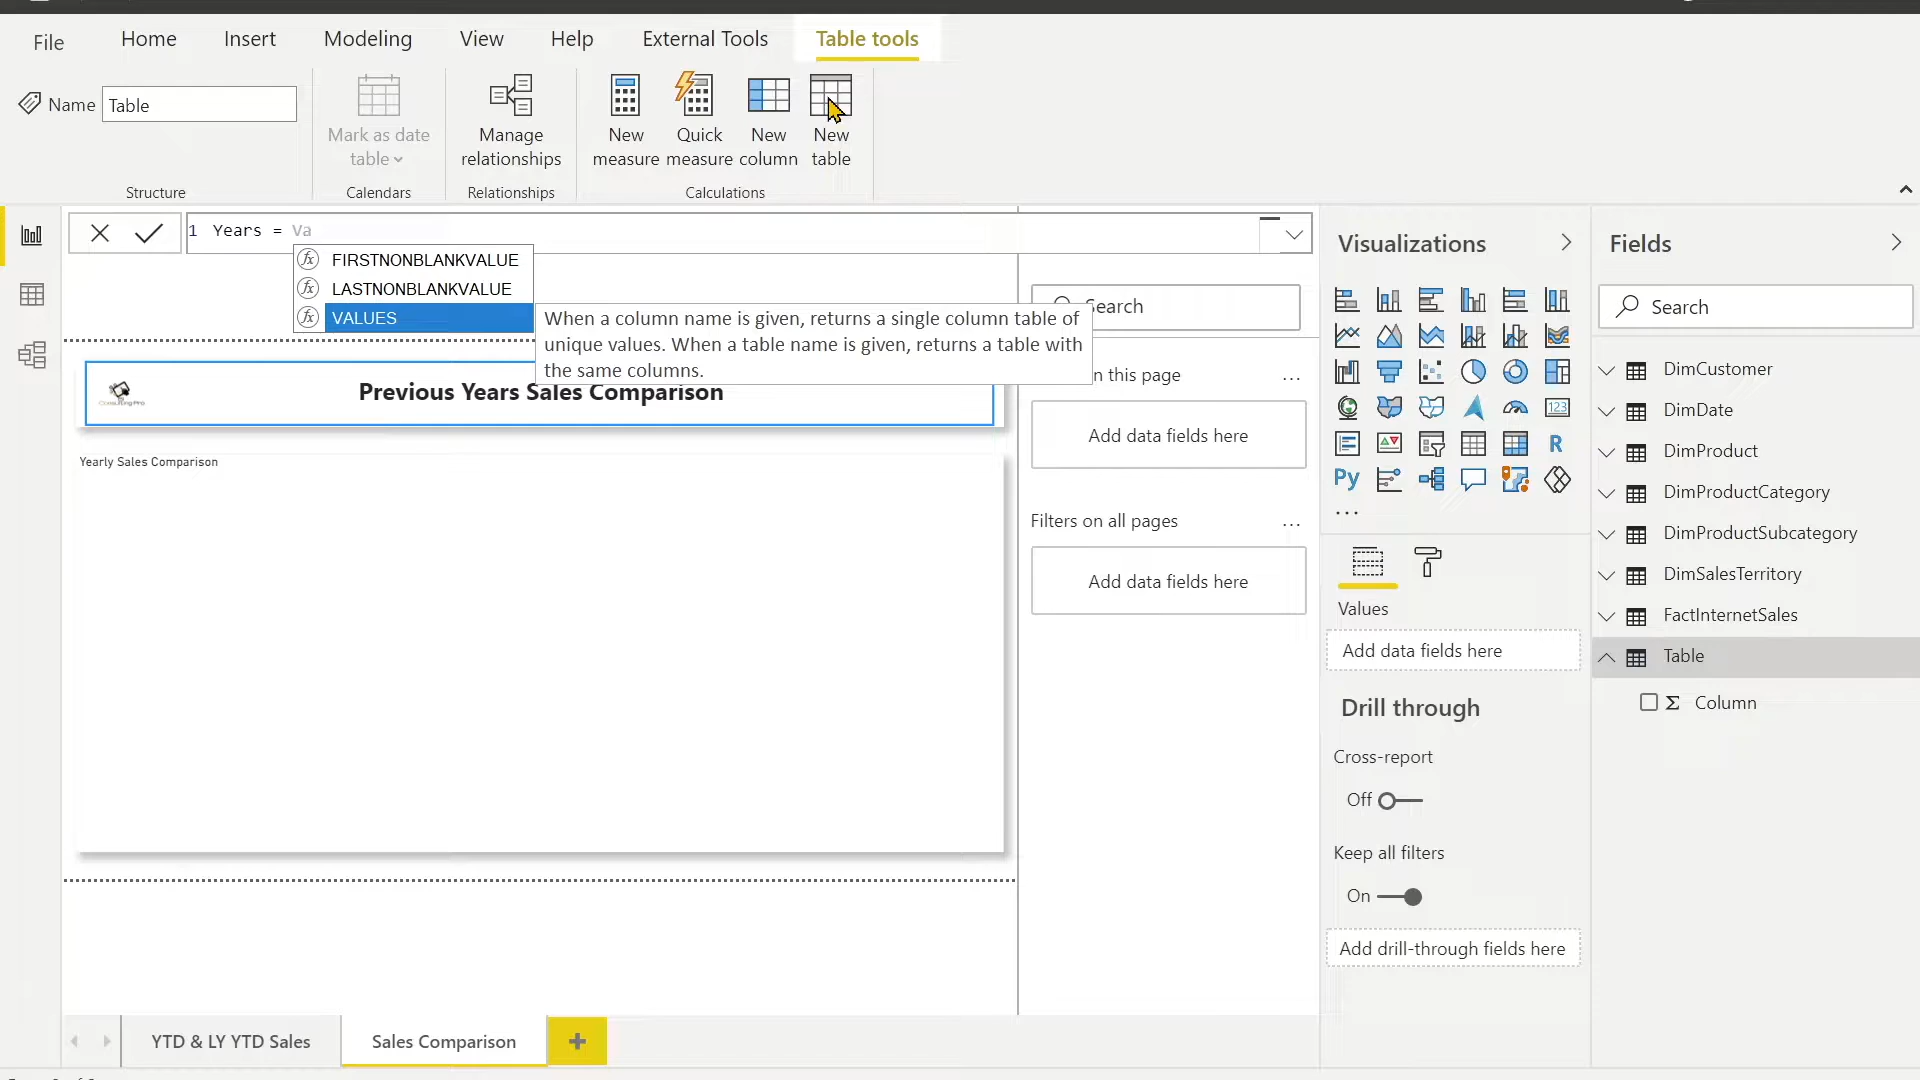 File
Home
Insert
Modeling
View
Help
External Tools
Table tools
Name
Table
Mark as date
table
Manage
relationships
New
measure
Quick
measure
New
column
New
table
Structure
Calendars
Relationships
Calculations
1 Years = Va
FIRSTNONBLANKVALUE
LASTNONBLANKVALUE
VALUES
When a column name is given, returns a single column table of
unique values. When a table name is given, returns a table with
the same columns.
Previous Years Sales Comparison
Yearly Sales Comparison
Search
n this page
...
Add data fields here
Filters on all pages
...
Add data fields here
Visualizations
123
R
Py
...
Values
Add data fields here
Drill through
Cross-report
Off
Keep all filters
On
Add drill-through fields here
Fields
Search
DimCustomer
DimDate
DimProduct
DimProductCategory
DimProductSubcategory
DimSalesTerritory
FactInternetSales
Table
Σ Column
YTD & LY YTD Sales
Sales Comparison
+